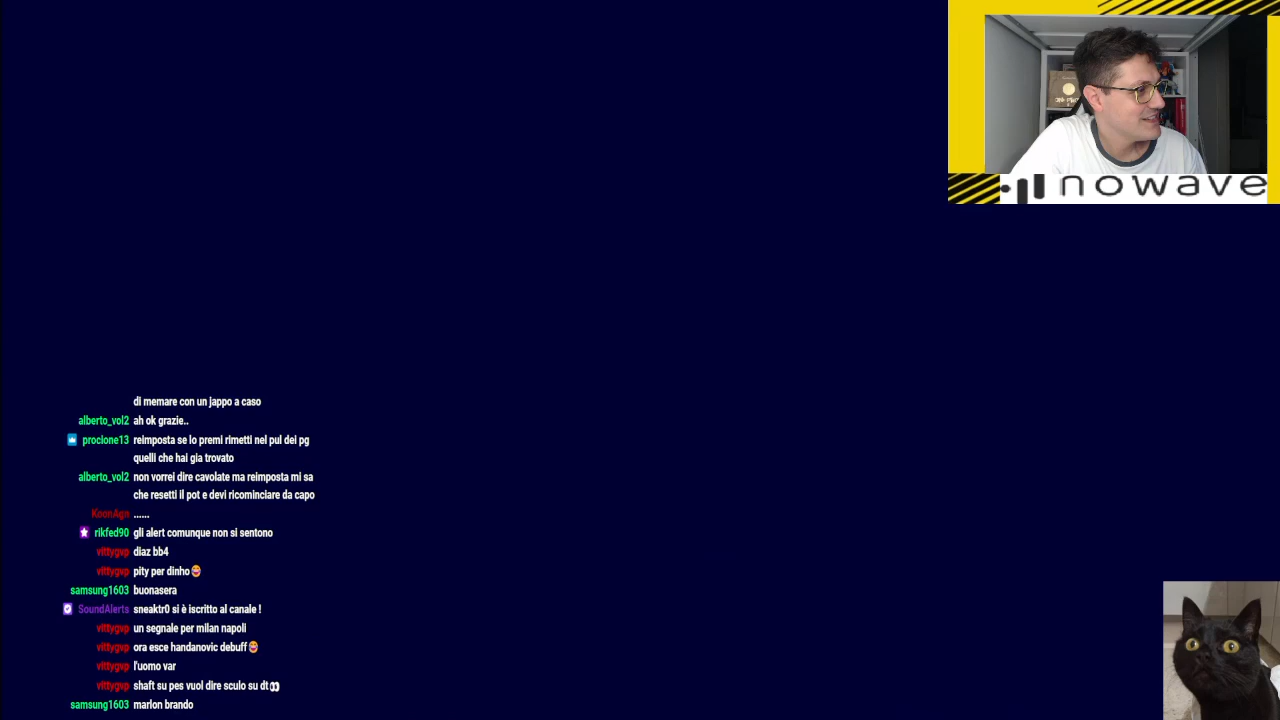 nowave
di memare con un jappo a caso
alberto_vol2 ah ok grazie..
procione13 reimposta se lo premi rimetti nel pul dei pg
quelli che hai gia trovato
alberto_vol2 non vorrei dire cavolate ma reimposta mi sa
che resetti il pot e devi ricominciare da capo
KoonAgn ......
rikfed90 gli alert comunque non si sentono
vittygvp diaz bb4
vittygvp pity per dinho😂
samsung1603 buonasera
SoundAlerts sneaktr0 si è iscritto al canale !
vittygvp un segnale per milan napoli
vittygvp ora esce handanovic debuff😂
vittygvp l'uomo var
vittygvp shaft su pes vuol dire sculo su dt👀
samsung1603 marlon brando